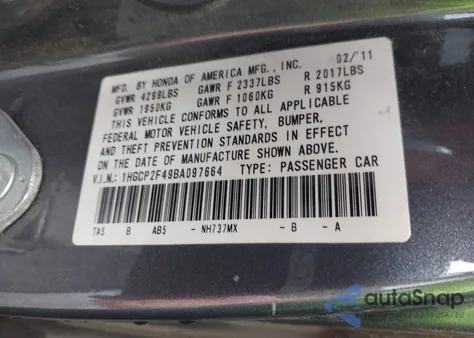 MFD. BY HONDA OF AMERICA MFG., INC. 02/'11
GVWR 4299LBS GAWR F 2337LBS R 2017LBS
GVWR 1950KG GAWR F 1060KG R 915KG
THIS VEHICLE CONFORMS TO ALL APPLICABLE
FEDERAL MOTOR VEHICLE SAFETY, BUMPER,
AND THEFT PREVENTION STANDARDS IN EFFECT
ON THE DATE OF MANUFACTURE SHOWN ABOVE.
V.I.N.: 1HGCP2F49BA097664 TYPE: PASSENGER CAR
TA5 B AB5 - NH737MX - B - A
autoSnap